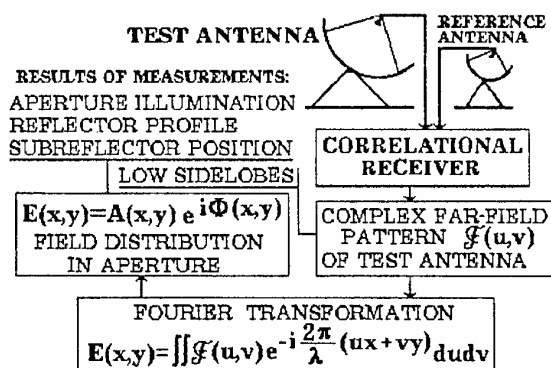 TEST ANTENNA
REFERENCE
ANTENNA
RESULTS OF MEASUREMENTS:
APERTURE ILLUMINATION
REFLECTOR PROFILE
SUBREFLECTOR POSITION
LOW SIDELOBES
CORRELATIONAL
RECEIVER
E(x,y)=A(x,y) e^{iΦ(x,y)}
FIELD DISTRIBUTION
IN APERTURE
COMPLEX FAR-FIELD
PATTERN ℱ(u,v)
OF TEST ANTENNA
FOURIER TRANSFORMATION
E(x,y)=∬ℱ(u,v)e^{-i 2π/λ (ux+vy)}dudv